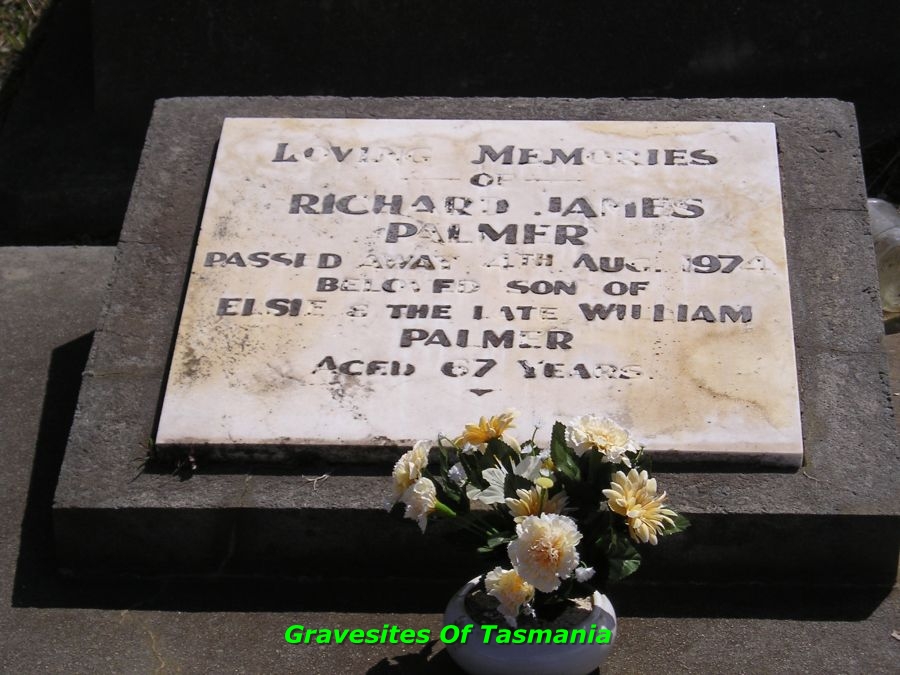 LOVING MEMORIES
OF
RICHARD JAMES
PALMER
PASSED AWAY 4TH AUG. 1974
BELOVED SON OF
ELSIE & THE LATE WILLIAM
PALMER
AGED 67 YEARS.
Gravesites Of Tasmania